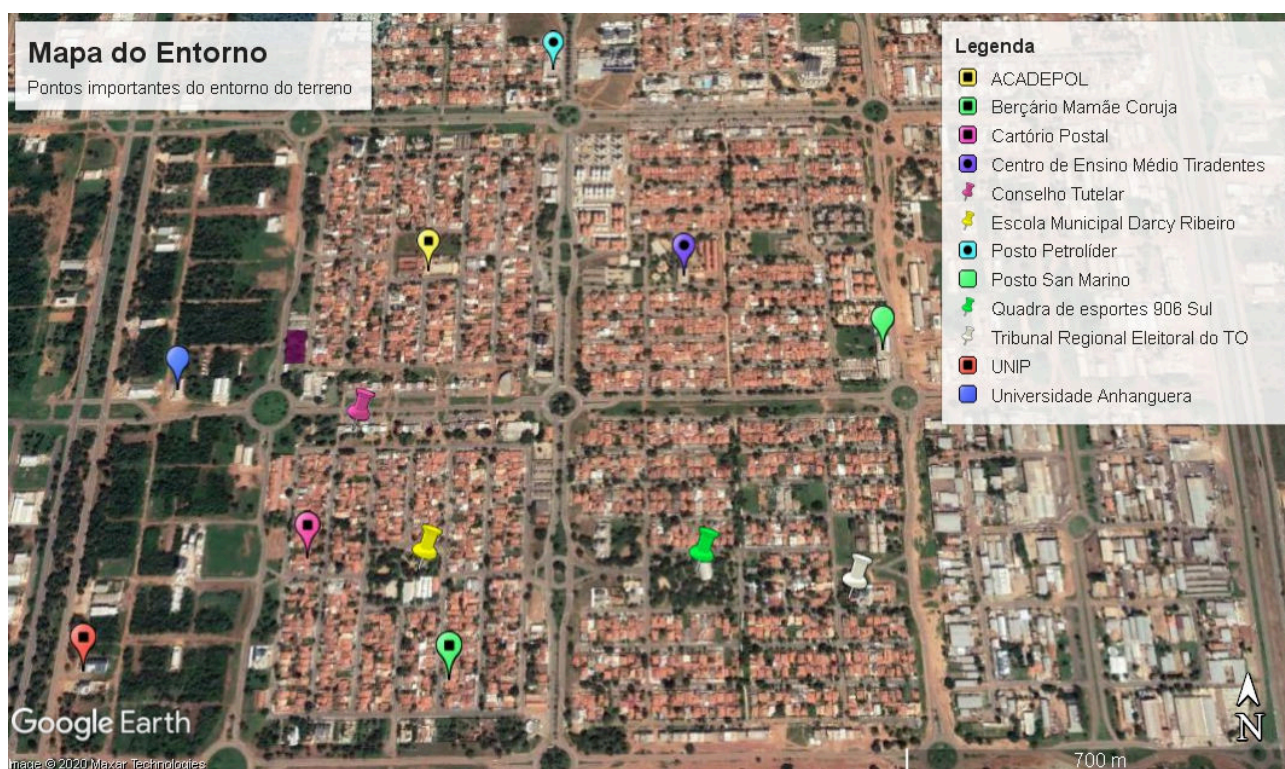 Mapa do Entorno
Pontos importantes do entorno do terreno
Legenda
ACADEPOL
Berçário Mamãe Coruja
Cartório Postal
Centro de Ensino Médio Tiradentes
Conselho Tutelar
Escola Municipal Darcy Ribeiro
Posto Petrolíder
Posto San Marino
Quadra de esportes 906 Sul
Tribunal Regional Eleitoral do TO
UNIP
Universidade Anhanguera
N
Google Earth
Image © 2020 Maxar Technologies
700 m